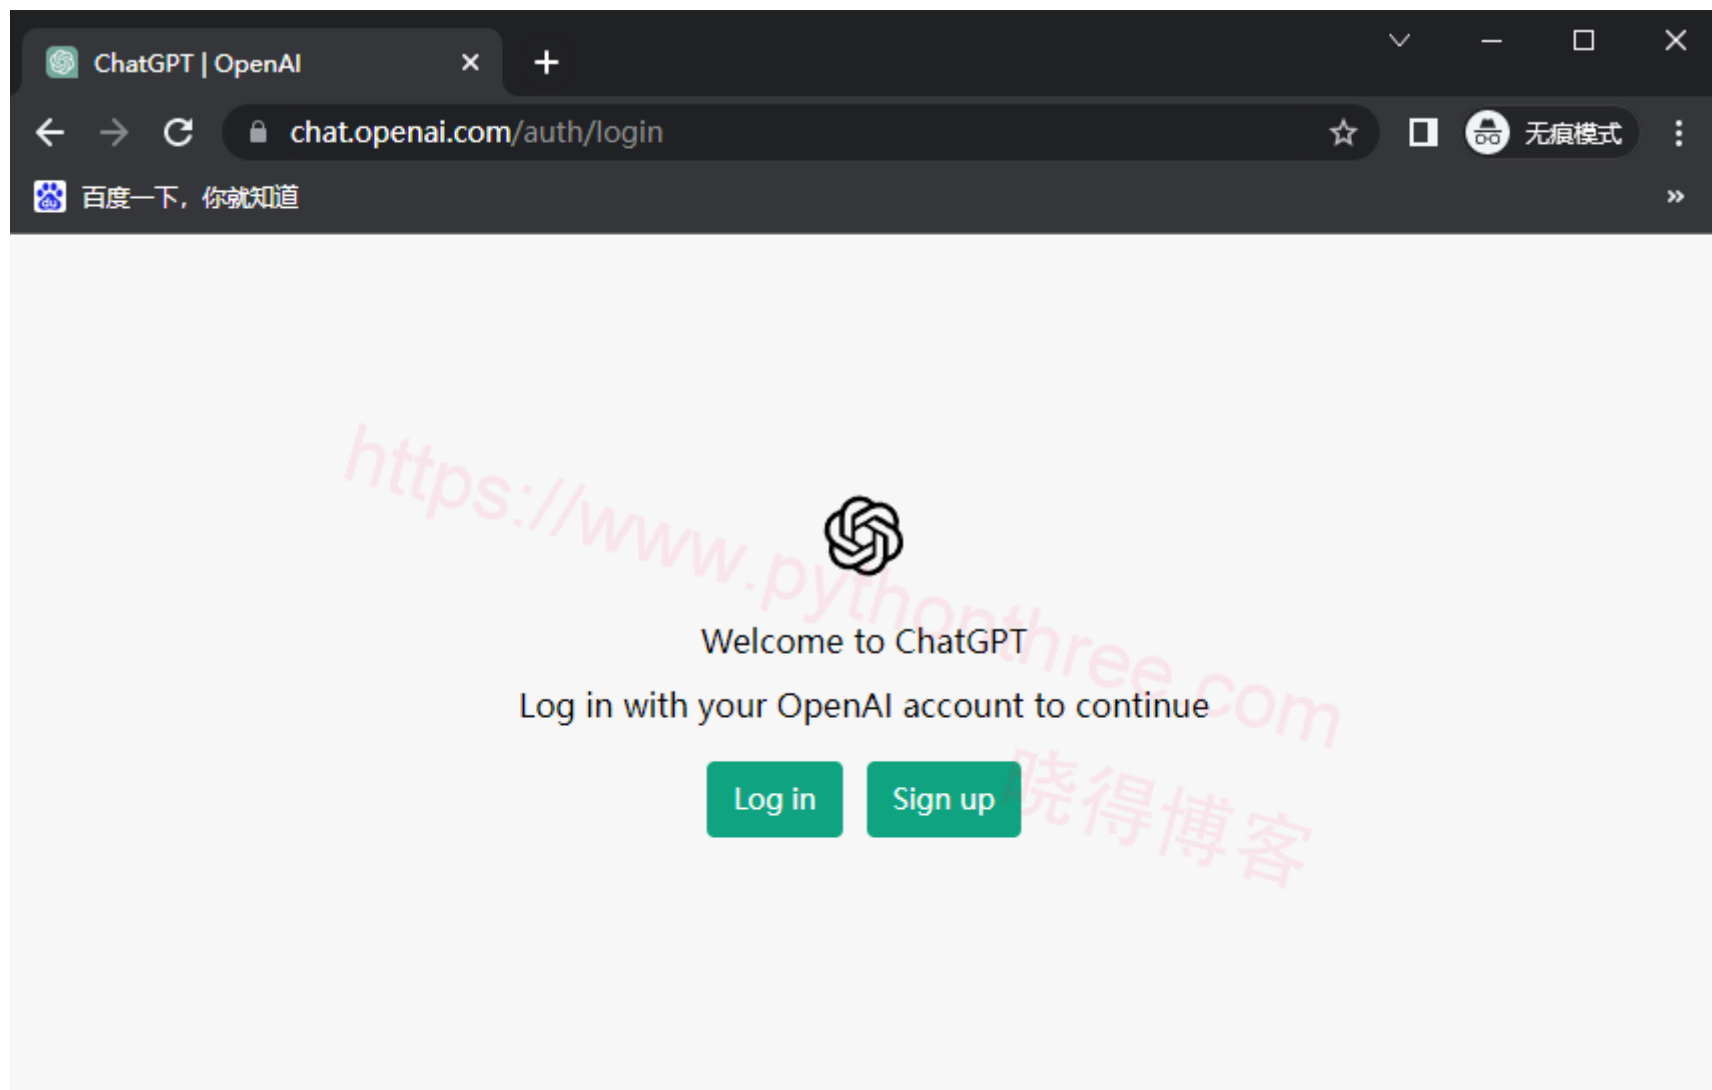 ChatGPT | OpenAI
chat.openai.com/auth/login
无痕模式
百度一下，你就知道
https://www.pythonthree.com
Welcome to ChatGPT
Log in with your OpenAI account to continue
Log in
Sign up
晓得博客